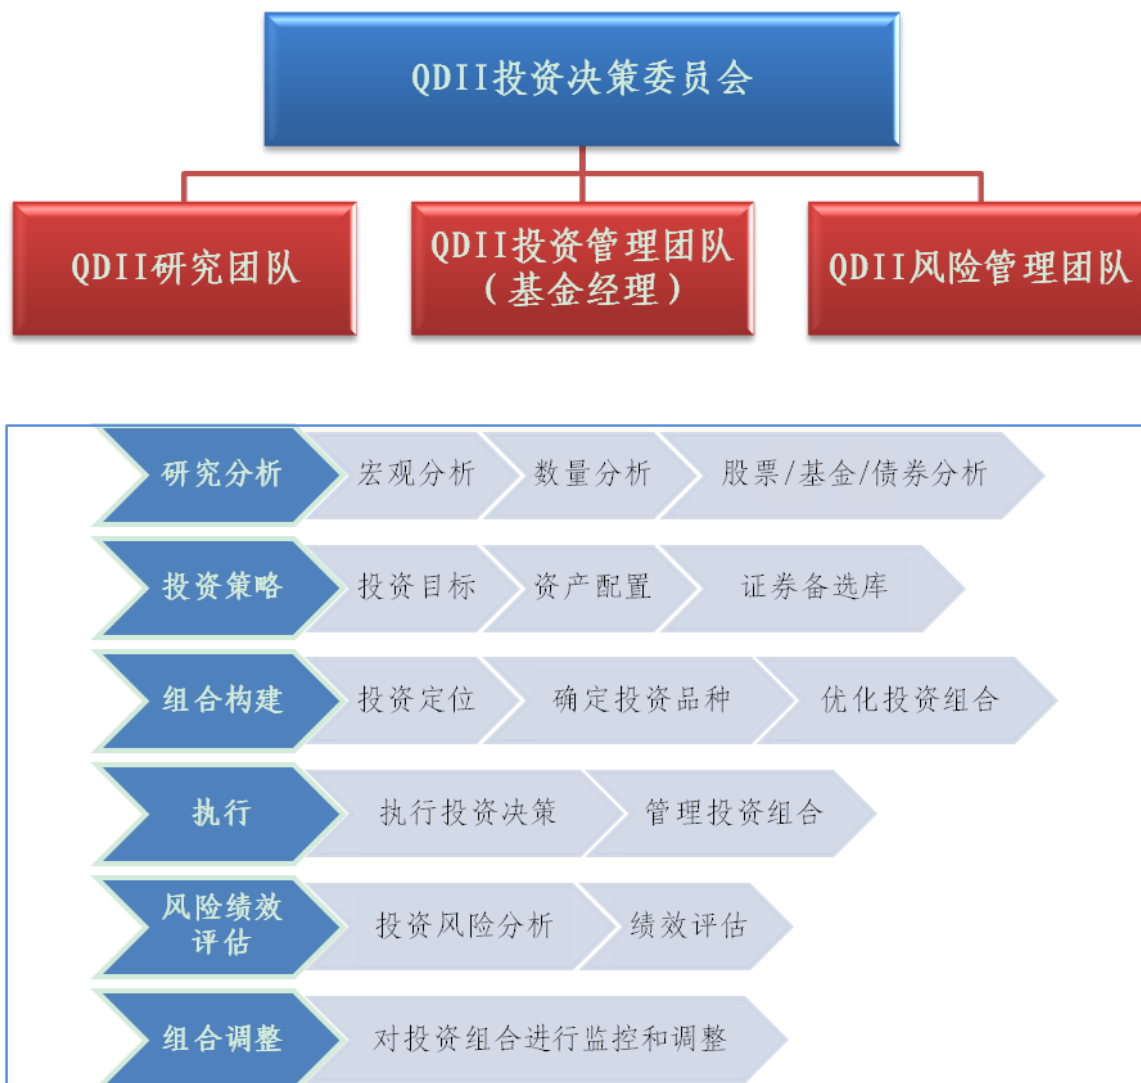 QDII投资决策委员会
QDII研究团队
QDII投资管理团队
（基金经理）
QDII风险管理团队
研究分析 宏观分析 数量分析 股票/基金/债券分析
投资策略 投资目标 资产配置 证券备选库
组合构建 投资定位 确定投资品种 优化投资组合
执行 执行投资决策 管理投资组合
风险绩效
评估
投资风险分析 绩效评估
组合调整 对投资组合进行监控和调整